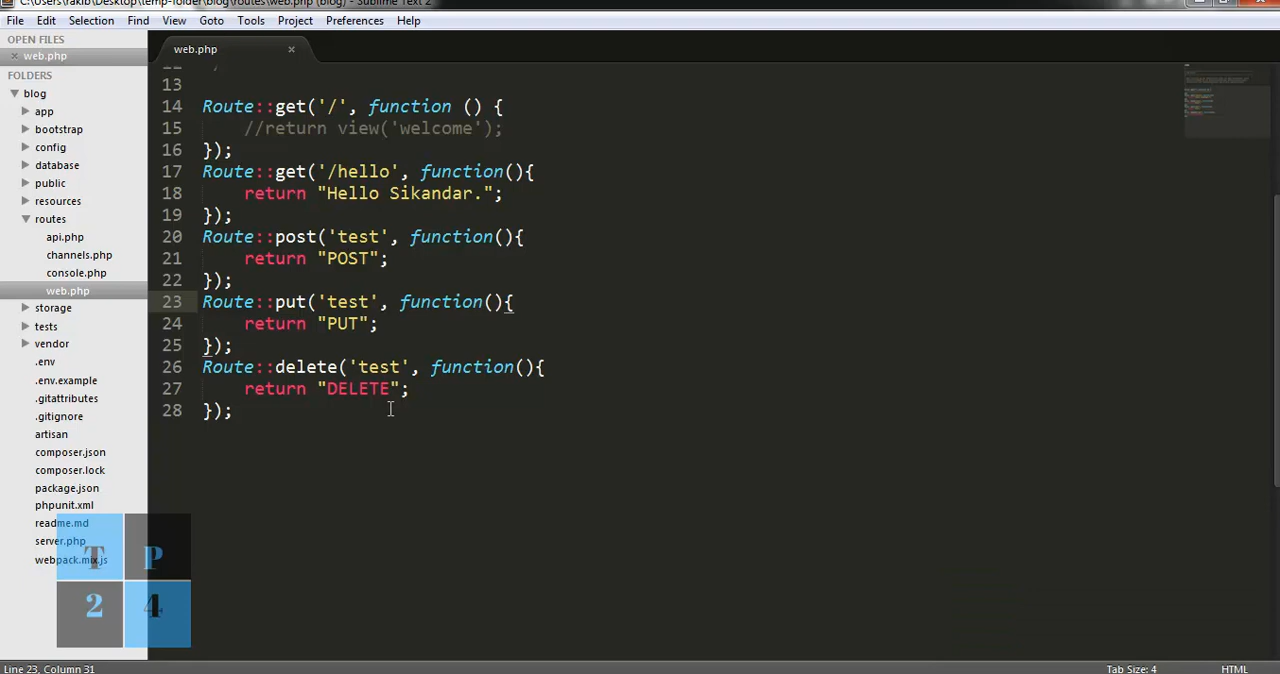 C:\Users\rakib\Desktop\temp-folder\blog\routes\web.php (blog) - Sublime Text 2
File Edit Selection Find View Goto Tools Project Preferences Help
OPEN FILES
× web.php
FOLDERS
blog
app
bootstrap
config
database
public
resources
routes
api.php
channels.php
console.php
web.php
storage
tests
vendor
.env
.env.example
.gitattributes
.gitignore
artisan
composer.json
composer.lock
package.json
phpunit.xml
readme.md
server.php
webpack.mix.js
web.php ×
13
14 Route::get('/', function () {
15 //return view('welcome');
16 });
17 Route::get('/hello', function(){
18 return "Hello Sikandar.";
19 });
20 Route::post('test', function(){
21 return "POST";
22 });
23 Route::put('test', function(){
24 return "PUT";
25 });
26 Route::delete('test', function(){
27 return "DELETE";
28 });
T P
2 4
Line 23, Column 31
Tab Size: 4
HTML